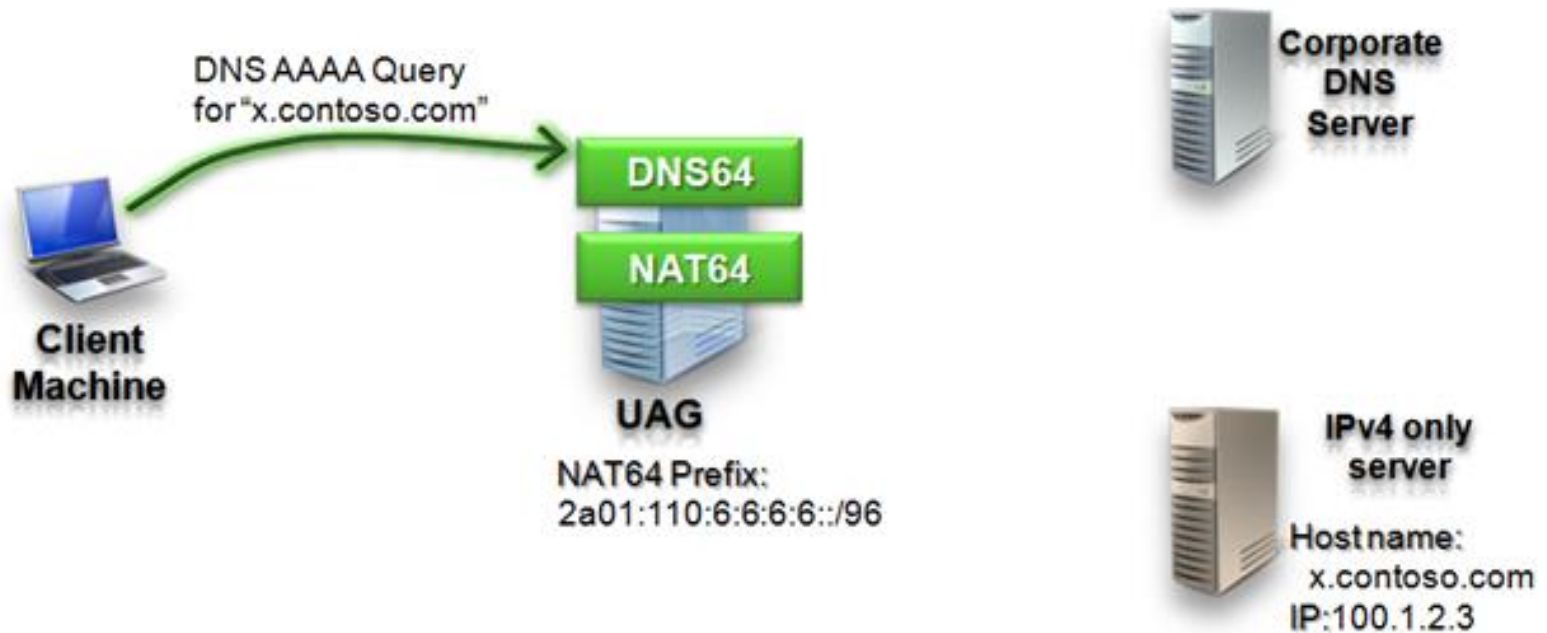 DNS AAAA Query
for "x.contoso.com"
Client
Machine
DNS64
NAT64
UAG
NAT64 Prefix:
2a01:110:6:6:6:6::/96
Corporate
DNS
Server
IPv4 only
server
Host name:
x.contoso.com
IP:100.1.2.3